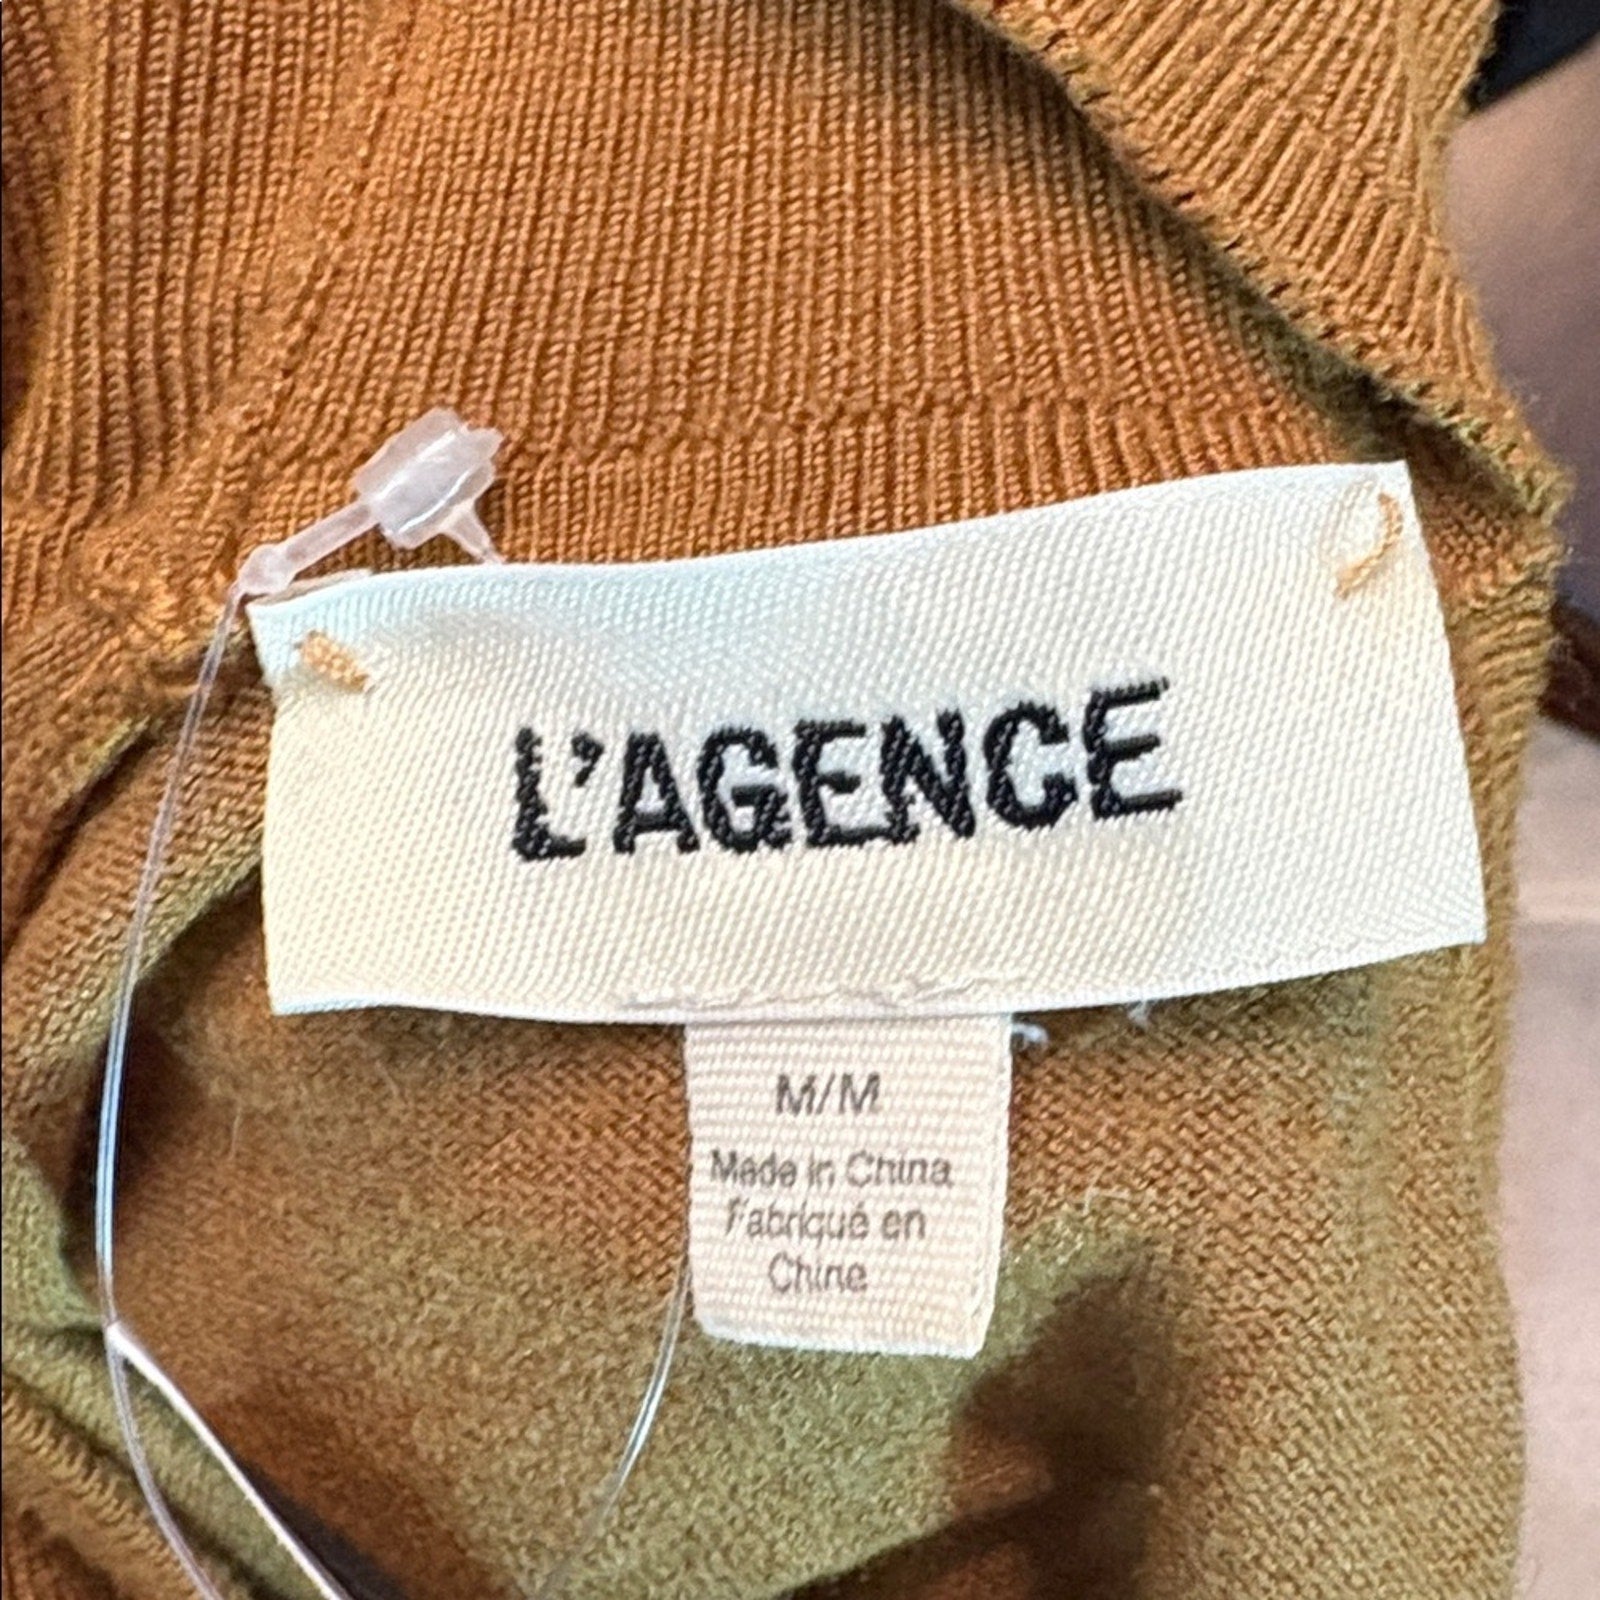 L'AGENCE
M/M
Made in China
Fabriqué en
Chine